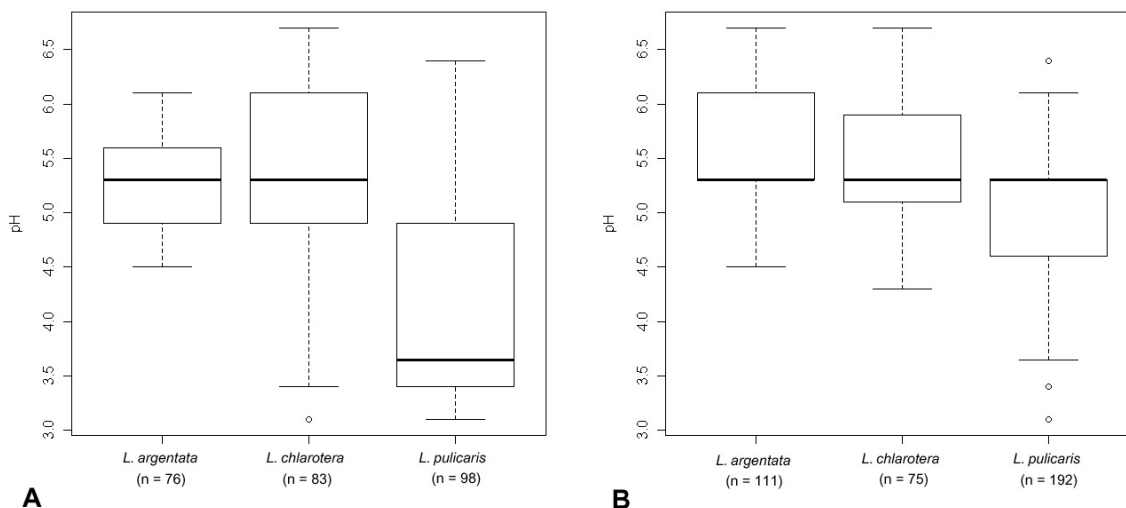 6.5
6.0
5.5
5.0
4.5
4.0
3.5
3.0
pH
L. argentata
(n = 76)
L. chlarotera
(n = 83)
L. pulicaris
(n = 98)
A
6.5
6.0
5.5
5.0
4.5
4.0
3.5
3.0
pH
L. argentata
(n = 111)
L. chlarotera
(n = 75)
L. pulicaris
(n = 192)
B